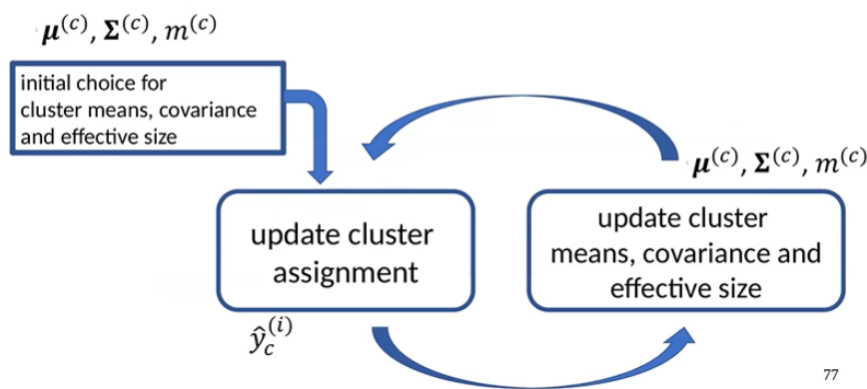 𝝁^(c), 𝚺^(c), m^(c)
initial choice for
cluster means, covariance
and effective size
update cluster
assignment
ŷ_c^(i)
𝝁^(c), 𝚺^(c), m^(c)
update cluster
means, covariance and
effective size
77